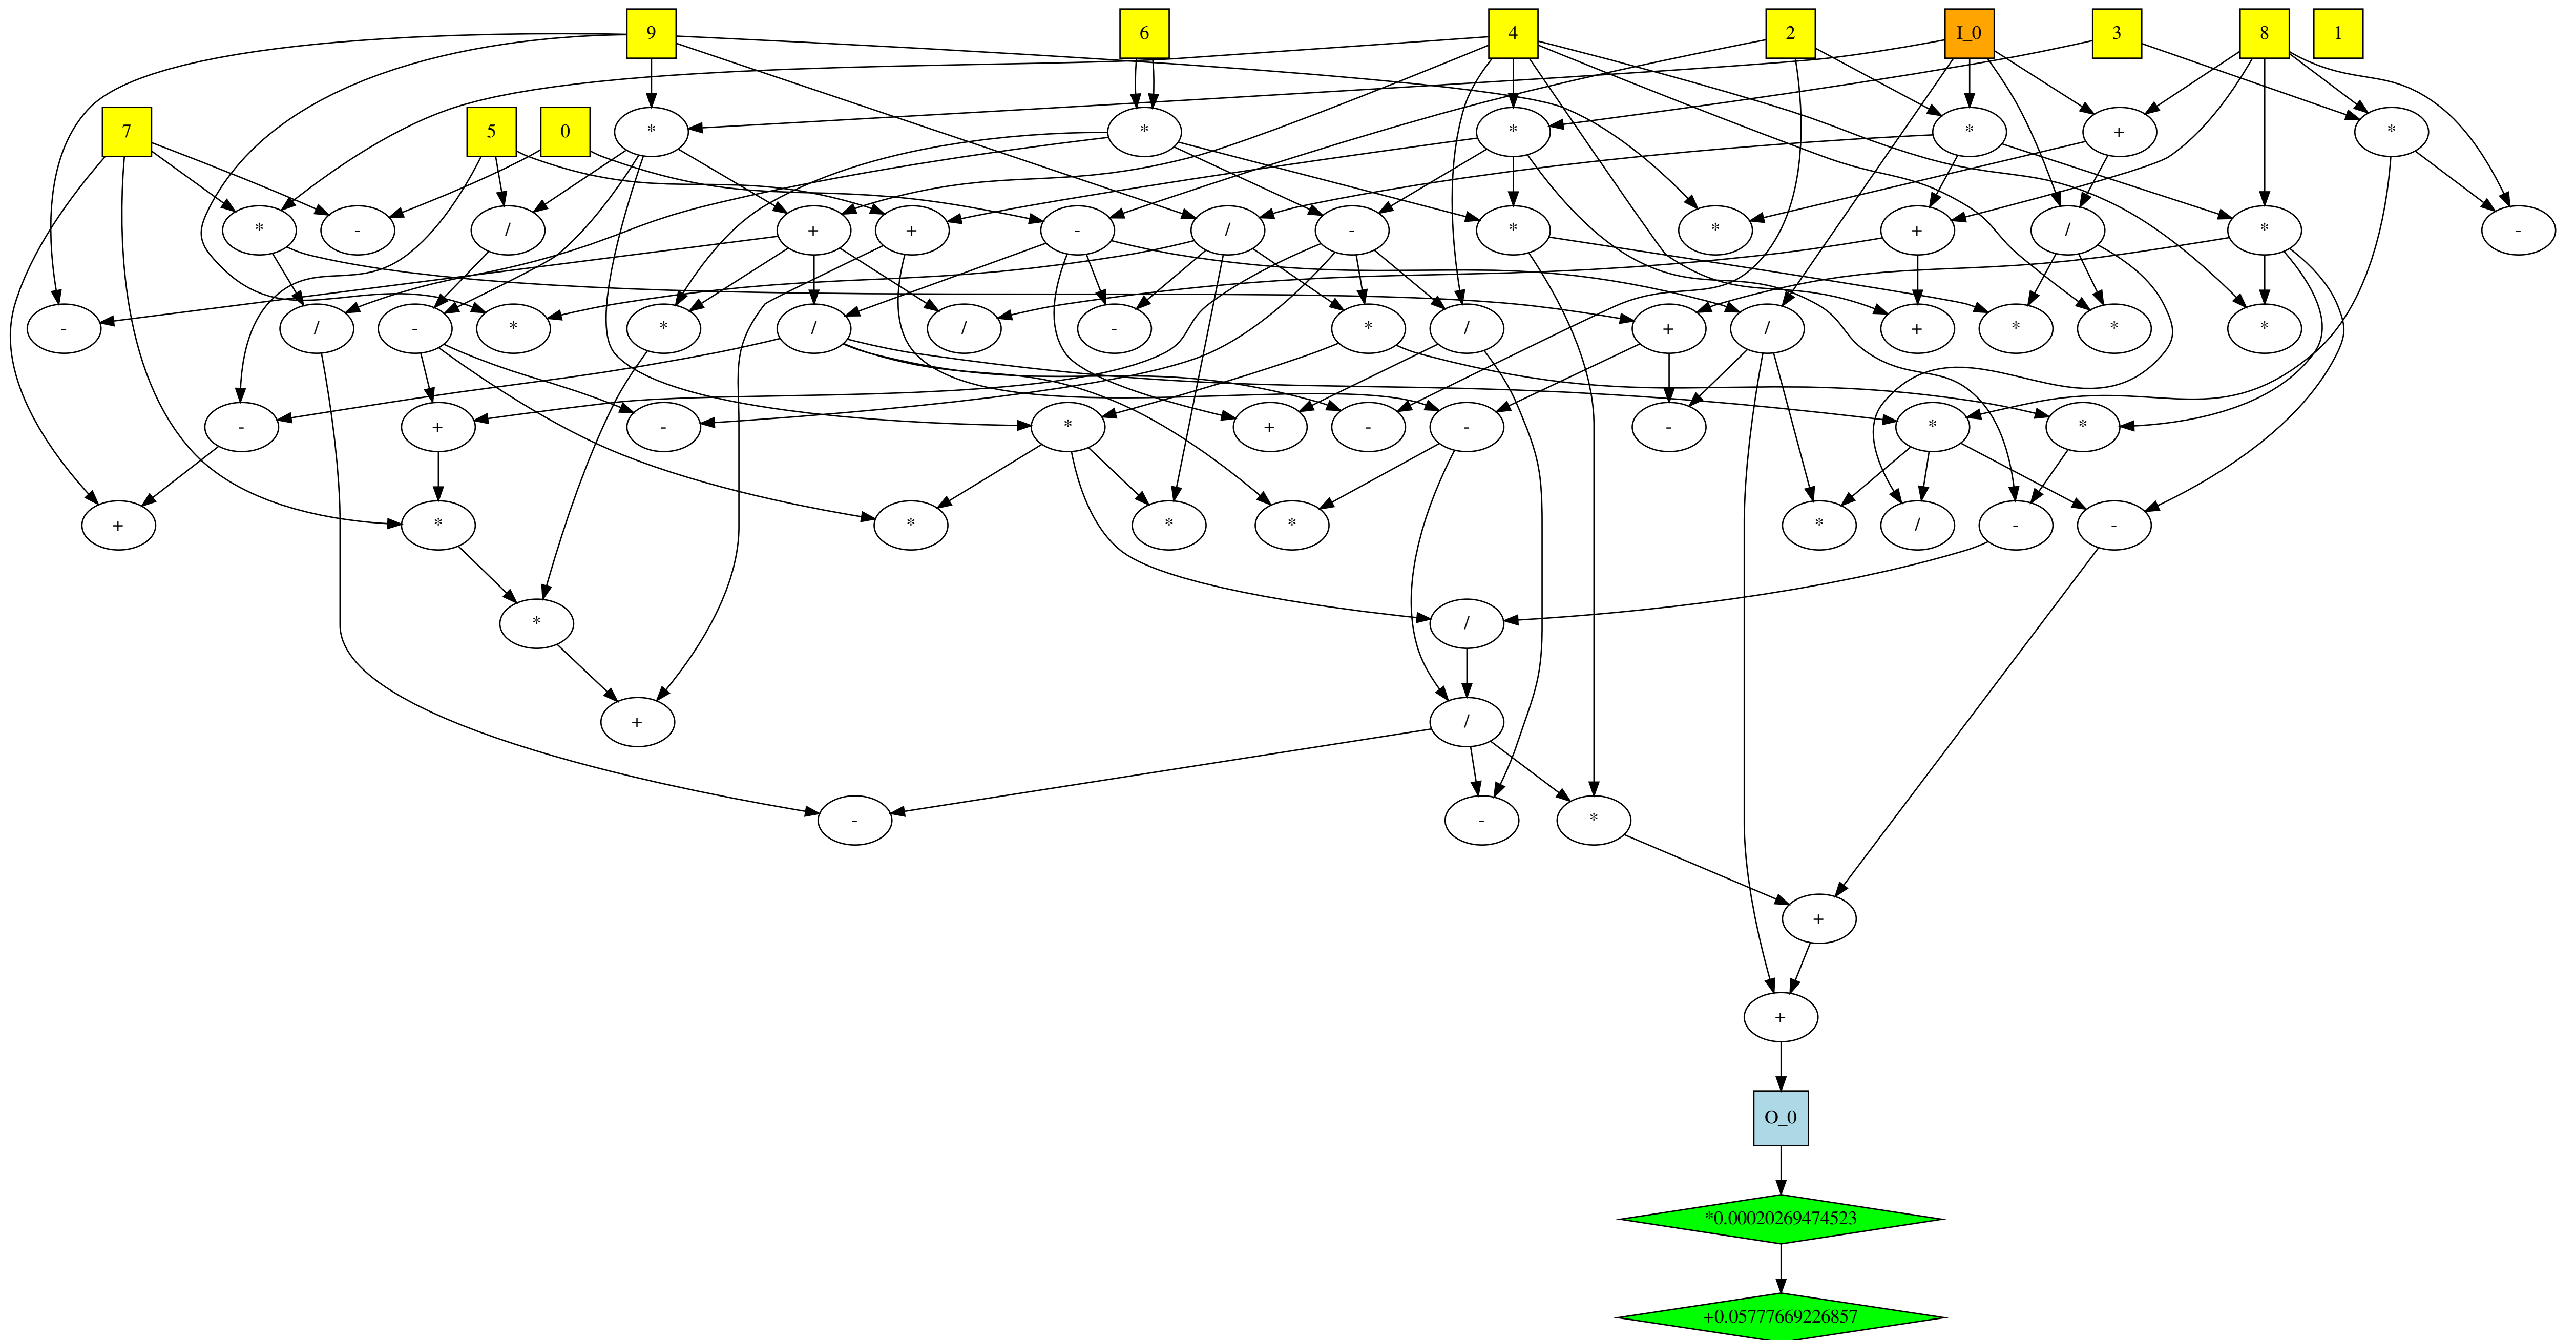 9 6 4 2 I_0 3 8 1
7 5 0 * * * * + *
* - / + + - / - * * + / * -
- / - * * / / - * / + / + * * *
- + - * + - - - * *
+ * * * * * / - -
* /
+ /
- - *
+
+
O_0
*0.00020269474523
+0.05777669226857